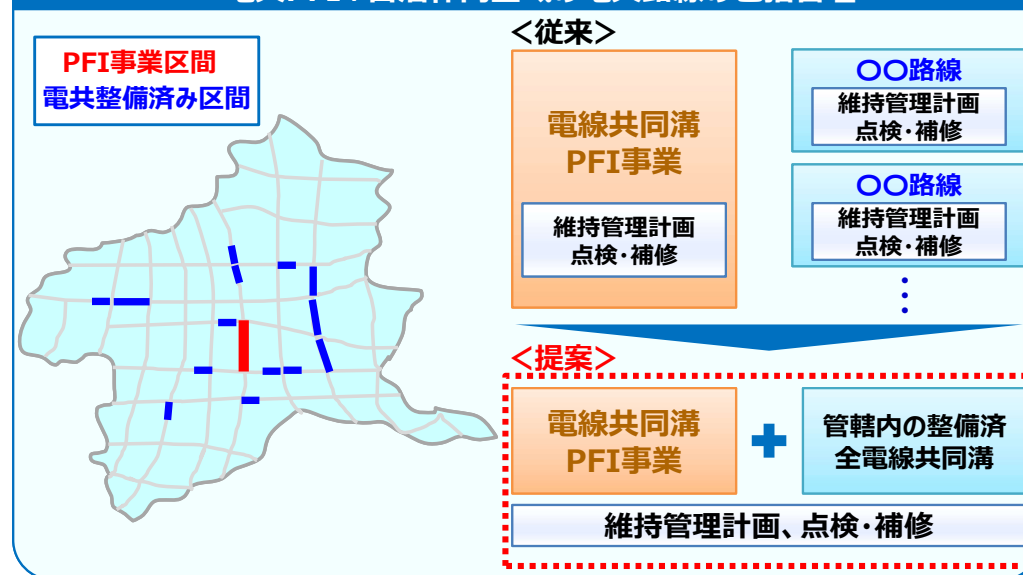 PFI事業区間
電共整備済み区間
<従来>
電線共同溝
PFI事業
維持管理計画
点検・補修
〇〇路線
維持管理計画
点検・補修
〇〇路線
維持管理計画
点検・補修
⋮
<提案>
電線共同溝
PFI事業
+
管轄内の整備済
全電線共同溝
維持管理計画、点検・補修